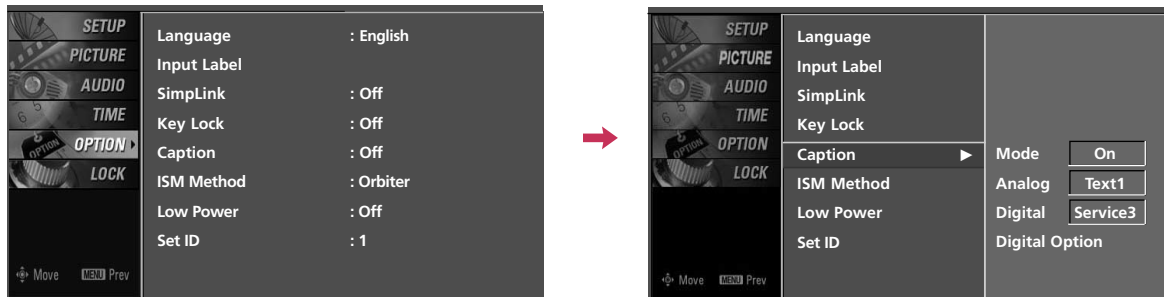 SETUP
PICTURE
AUDIO
TIME
OPTION
LOCK
Move MENU Prev
Language : English
Input Label
SimpLink : Off
Key Lock : Off
Caption : Off
ISM Method : Orbiter
Low Power : Off
Set ID : 1
SETUP
PICTURE
AUDIO
TIME
OPTION
LOCK
Move MENU Prev
Language
Input Label
SimpLink
Key Lock
Caption ▶
ISM Method
Low Power
Set ID
Mode On
Analog Text1
Digital Service3
Digital Option